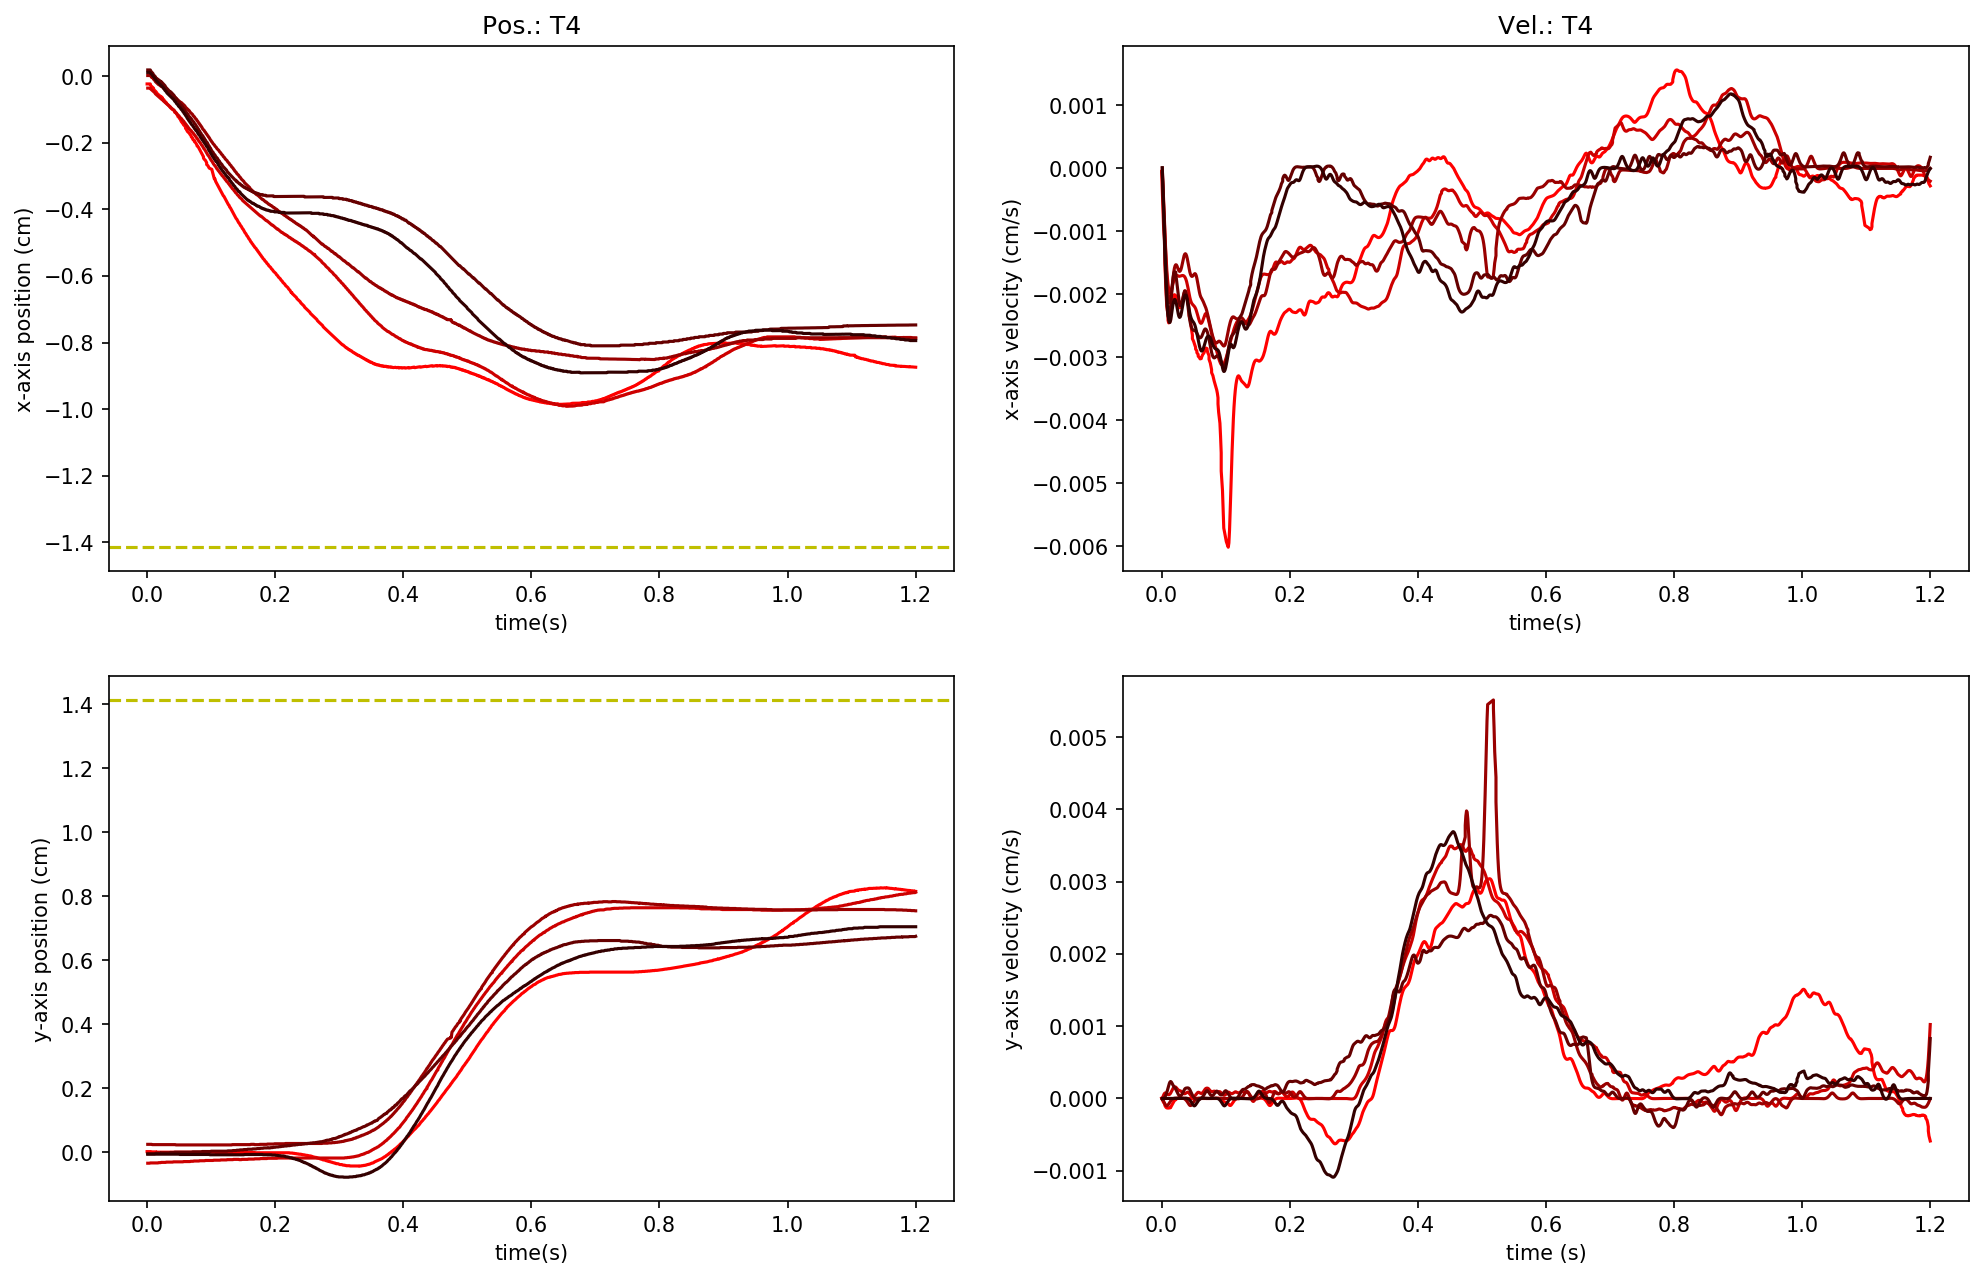 Pos.: T4
x-axis position (cm)
0.0
−0.2
−0.4
−0.6
−0.8
−1.0
−1.2
−1.4
0.0 0.2 0.4 0.6 0.8 1.0 1.2
time(s)
Vel.: T4
x-axis velocity (cm/s)
0.001
0.000
−0.001
−0.002
−0.003
−0.004
−0.005
−0.006
0.0 0.2 0.4 0.6 0.8 1.0 1.2
time(s)
y-axis position (cm)
1.4
1.2
1.0
0.8
0.6
0.4
0.2
0.0
0.0 0.2 0.4 0.6 0.8 1.0 1.2
time(s)
y-axis velocity (cm/s)
0.005
0.004
0.003
0.002
0.001
0.000
−0.001
0.0 0.2 0.4 0.6 0.8 1.0 1.2
time (s)